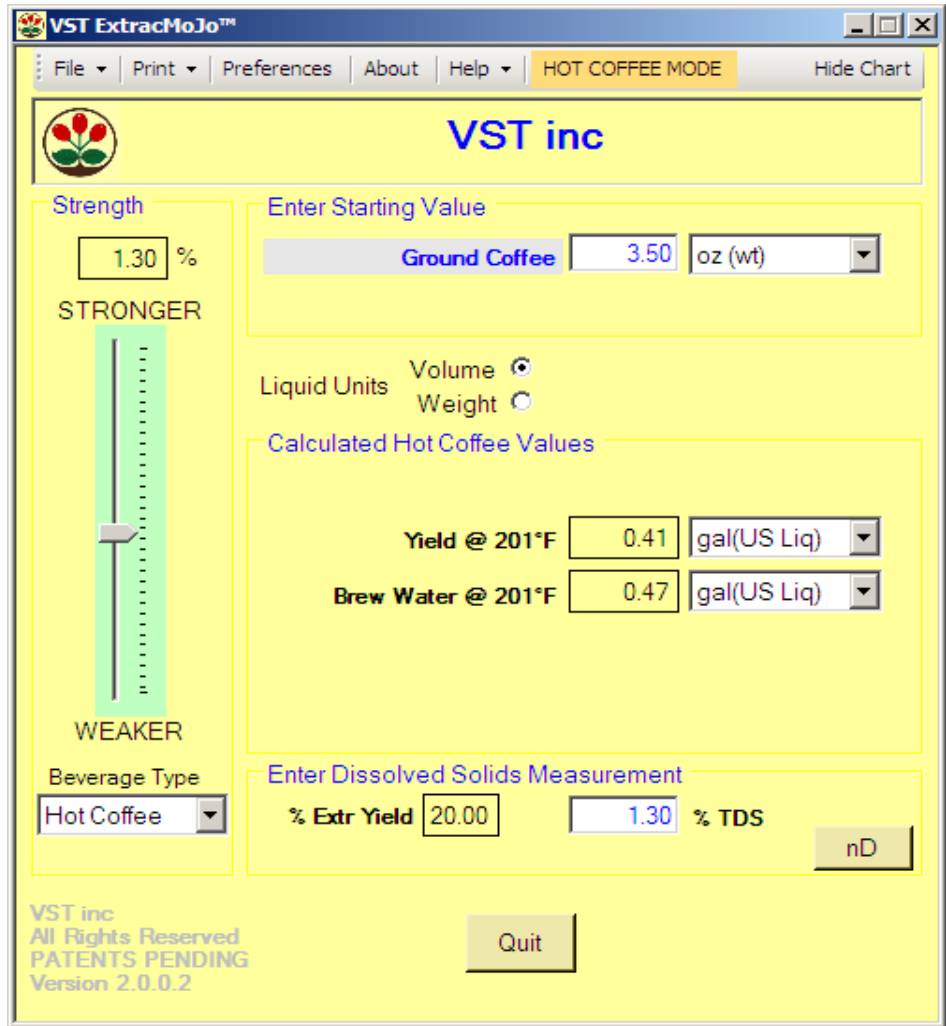 VST ExtracMoJo™
File Print Preferences About Help HOT COFFEE MODE Hide Chart
VST inc
Strength
1.30 %
STRONGER
WEAKER
Beverage Type
Hot Coffee
Enter Starting Value
Ground Coffee 3.50 oz (wt)
Liquid Units
Volume
Weight
Calculated Hot Coffee Values
Yield @ 201°F 0.41 gal(US Liq)
Brew Water @ 201°F 0.47 gal(US Liq)
Enter Dissolved Solids Measurement
% Extr Yield 20.00 1.30 % TDS
nD
VST inc
All Rights Reserved
PATENTS PENDING
Version 2.0.0.2
Quit